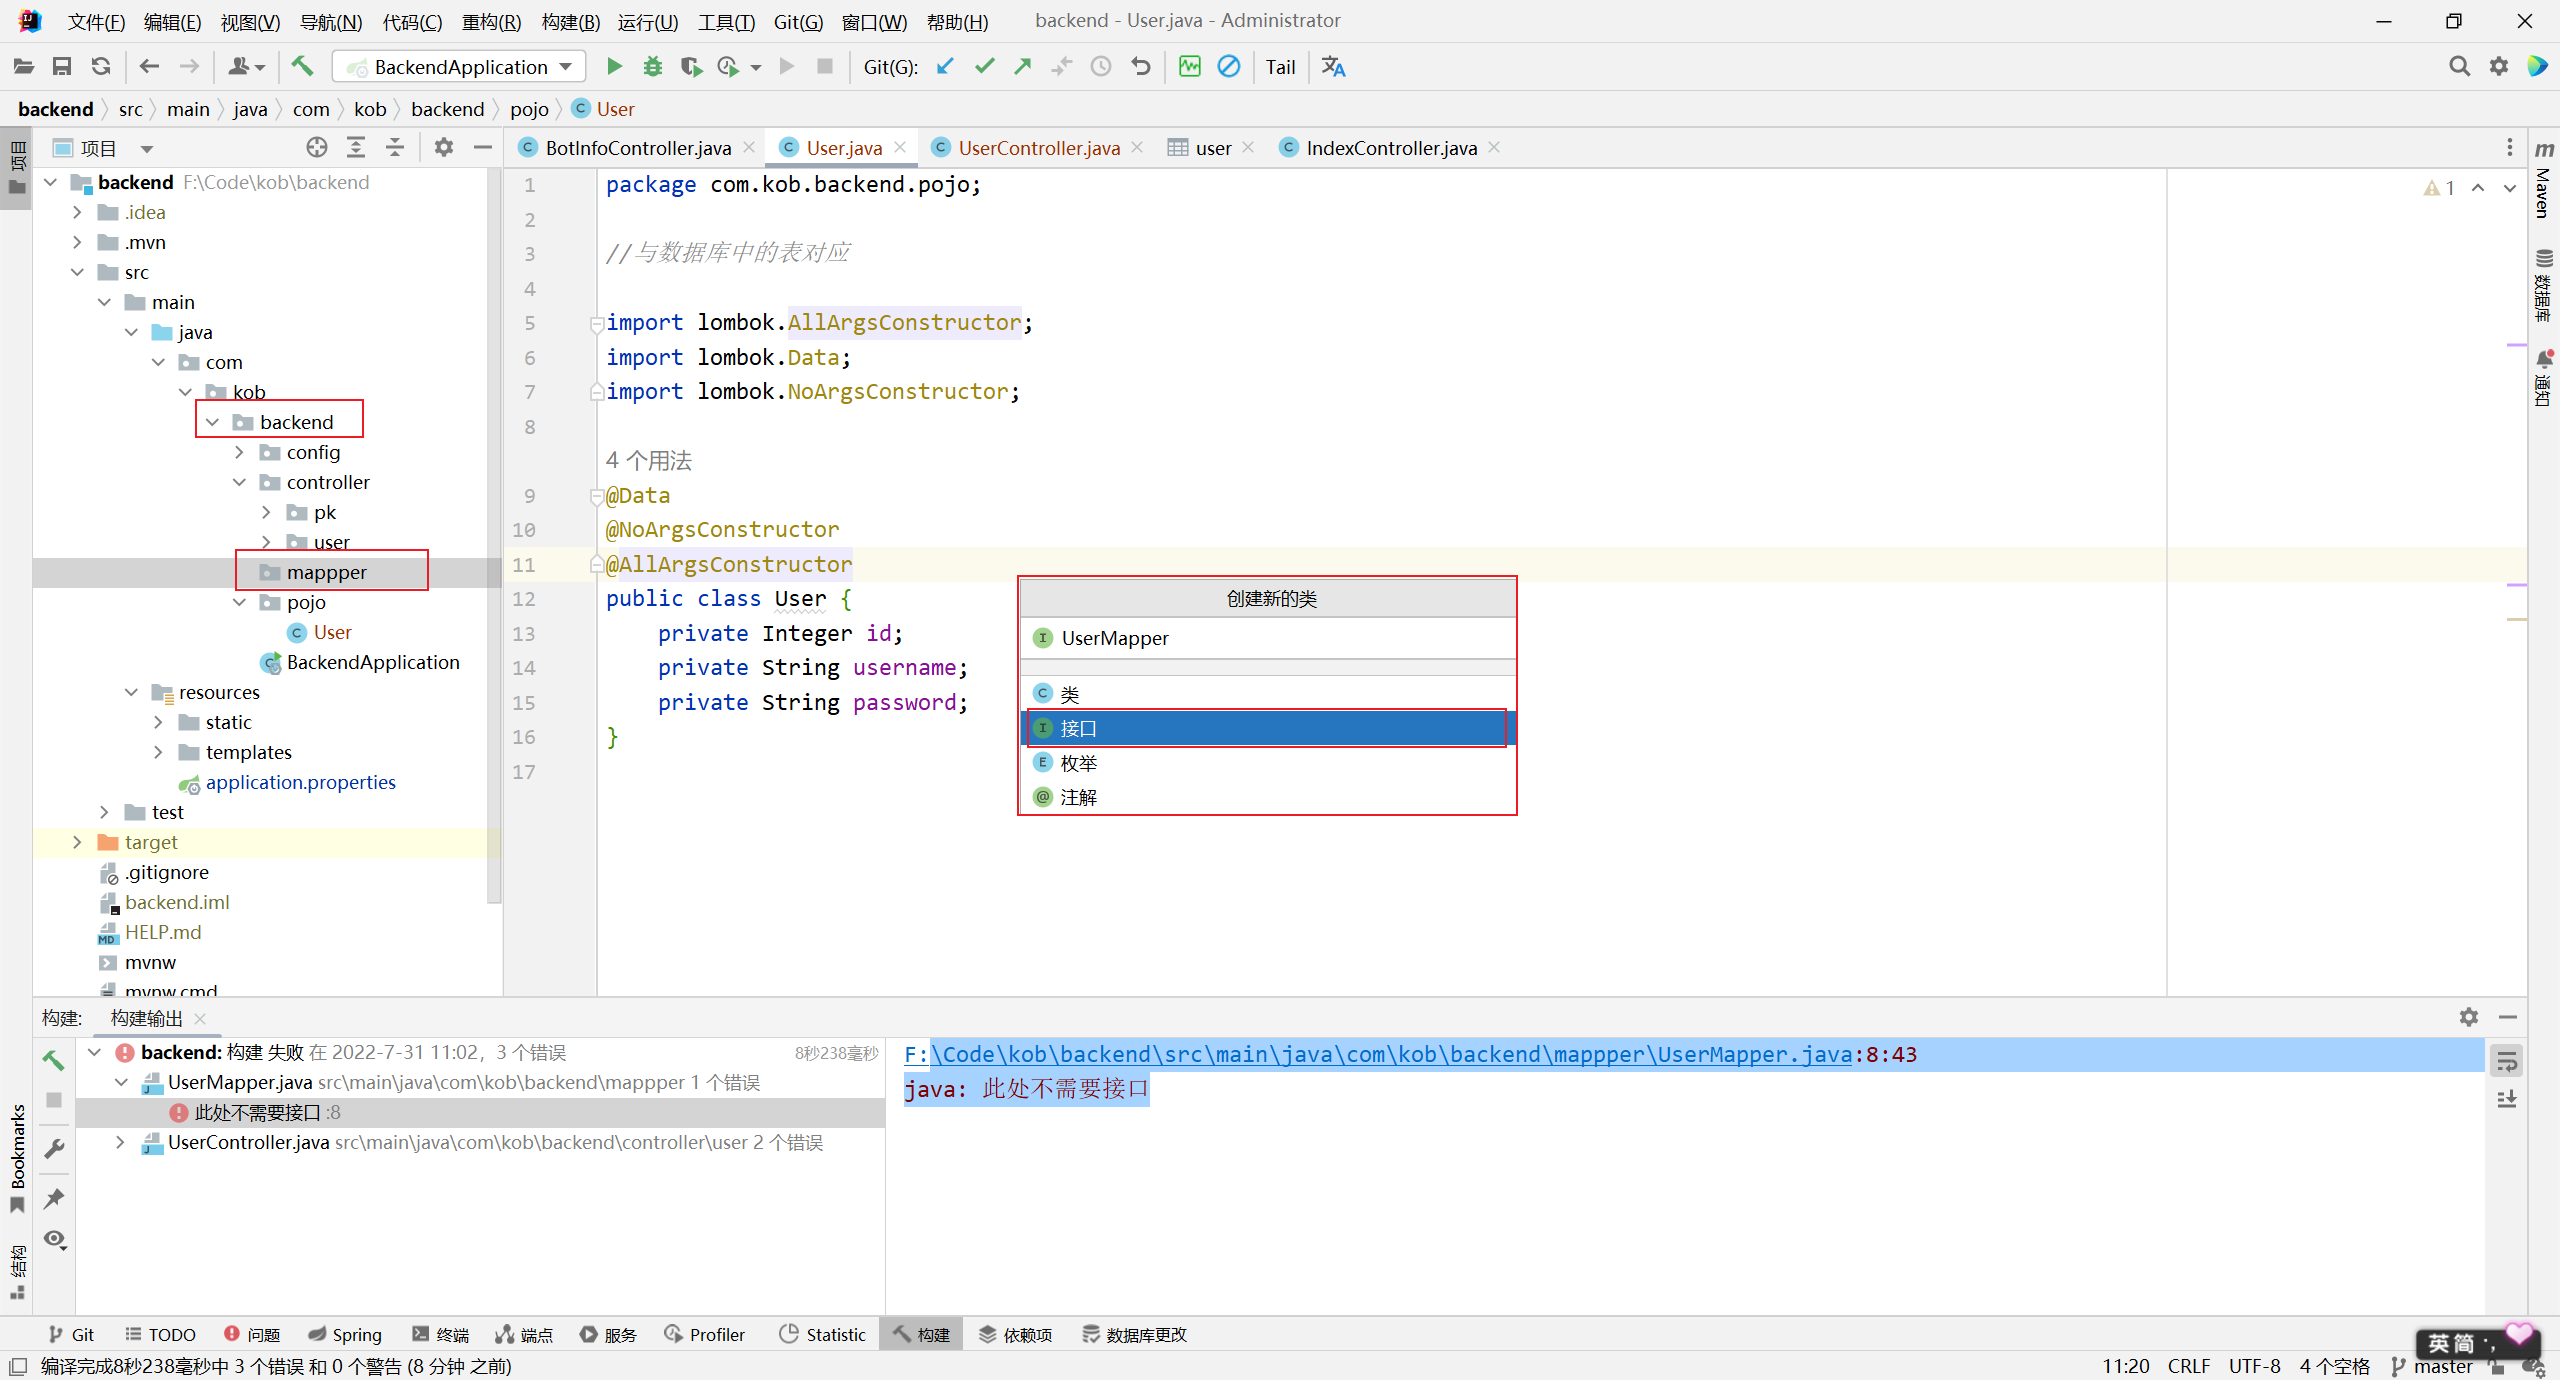 文件(F) 编辑(E) 视图(V) 导航(N) 代码(C) 重构(R) 构建(B) 运行(U) 工具(T) Git(G) 窗口(W) 帮助(H) backend - User.java - Administrator
BackendApplication Git(G): Tail
backend src main java com kob backend pojo User
项目
项目
BotInfoController.java User.java UserController.java user IndexController.java
backend F:\Code\kob\backend
.idea
.mvn
src
main
java
com
kob
backend
config
controller
pk
user
mappper
pojo
User
BackendApplication
resources
static
templates
application.properties
test
target
.gitignore
backend.iml
HELP.md
mvnw
mvnw.cmd
1 package com.kob.backend.pojo;
2
3 //与数据库中的表对应
4
5 import lombok.AllArgsConstructor;
6 import lombok.Data;
7 import lombok.NoArgsConstructor;
8
4 个用法
9 @Data
10 @NoArgsConstructor
11 @AllArgsConstructor
12 public class User {
13 private Integer id;
14 private String username;
15 private String password;
16 }
17
1
创建新的类
UserMapper
类
接口
枚举
注解
Maven
数据库
通知
构建: 构建输出
backend: 构建 失败 在 2022-7-31 11:02，3 个错误 8秒238毫秒
UserMapper.java src\main\java\com\kob\backend\mappper 1 个错误
此处不需要接口 :8
UserController.java src\main\java\com\kob\backend\controller\user 2 个错误
F:\Code\kob\backend\src\main\java\com\kob\backend\mappper\UserMapper.java:8:43
java: 此处不需要接口
Bookmarks
结构
Git TODO 问题 Spring 终端 端点 服务 Profiler Statistic 构建 依赖项 数据库更改
编译完成8秒238毫秒中 3 个错误 和 0 个警告 (8 分钟 之前)
11:20 CRLF UTF-8 4 个空格 master
英 简 ･,